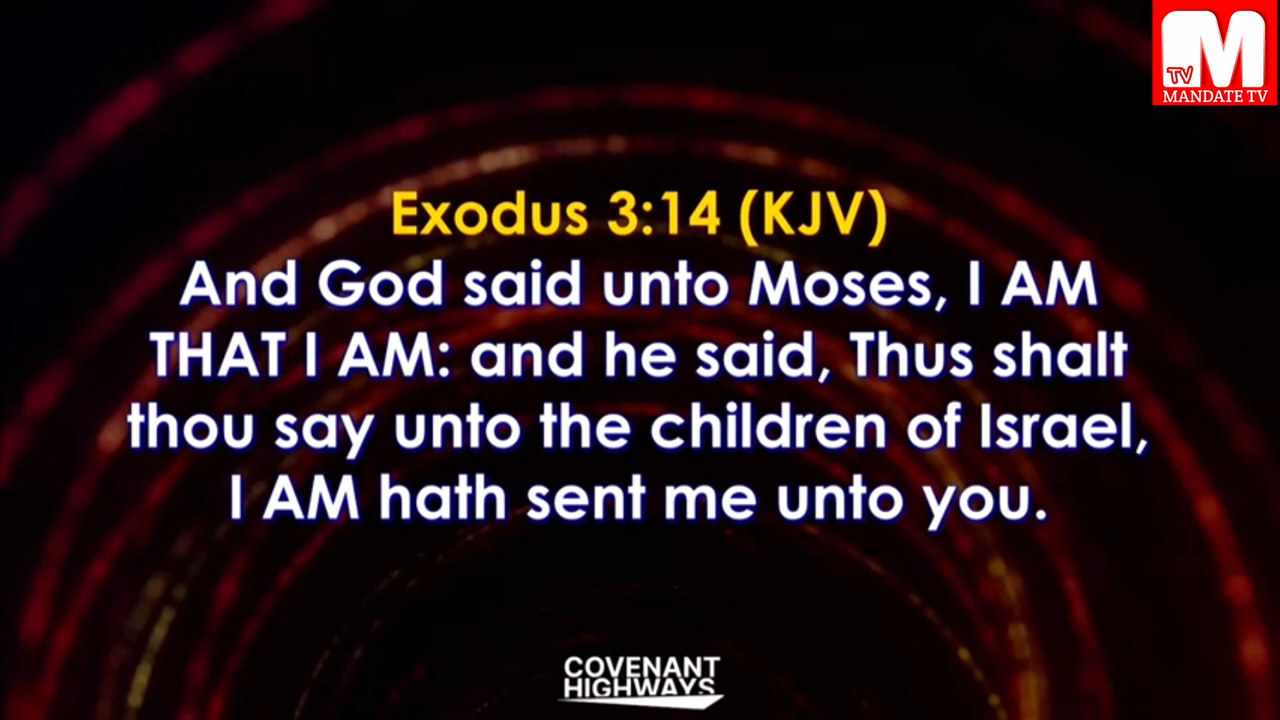 M
TV
MANDATE TV
Exodus 3:14 (KJV)
And God said unto Moses, I AM
THAT I AM: and he said, Thus shalt
thou say unto the children of Israel,
I AM hath sent me unto you.
COVENANT
HIGHWAYS